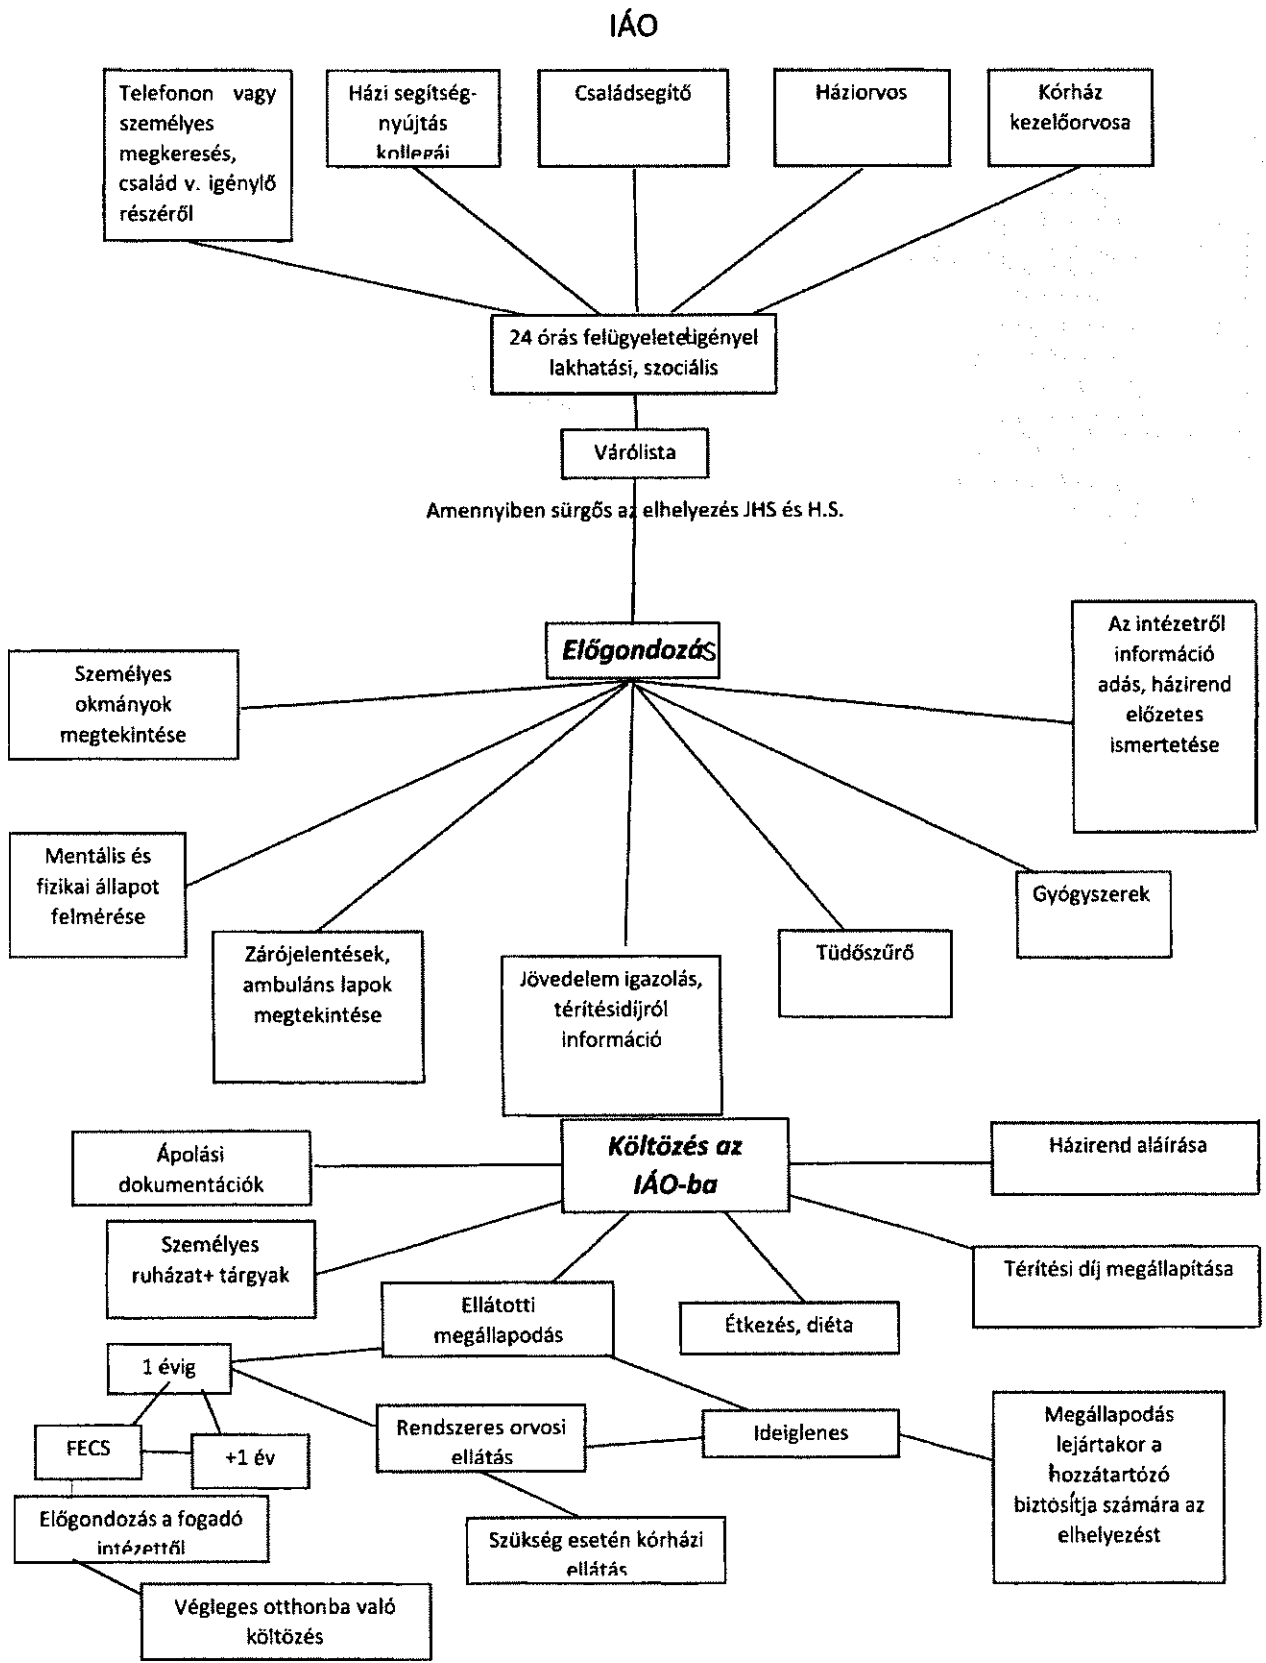 IÁO
Telefonon vagy
személyes
megkeresés,
család v. igénylő
részéről
Házi segítség-
nyújtás
kollegái
Családsegítő
Háziorvos
Kórház
kezelőorvosa
24 órás felügyeletet igényel
lakhatási, szociális
Várólista
Amennyiben sürgős az elhelyezés JHS és H.S.
Előgondozás
Személyes
okmányok
megtekintése
Az intézetről
információ
adás, házirend
előzetes
ismertetése
Mentális és
fizikai állapot
felmérése
Zárójelentések,
ambuláns lapok
megtekintése
Jövedelem igazolás,
térítésidíjról
információ
Tüdőszűrő
Gyógyszerek
Költözés az
IÁO-ba
Ápolási
dokumentációk
Házirend aláírása
Személyes
ruházat+ tárgyak
Térítési díj megállapítása
Ellátotti
megállapodás
Étkezés, diéta
1 évig
FECS
+1 év
Rendszeres orvosi
ellátás
Ideiglenes
Megállapodás
lejártakor a
hozzátartózó
biztosítja számára az
elhelyezést
Előgondozás a fogadó
intézettől
Szükség esetén kórházi
ellátás
Végleges otthonba való
költözés